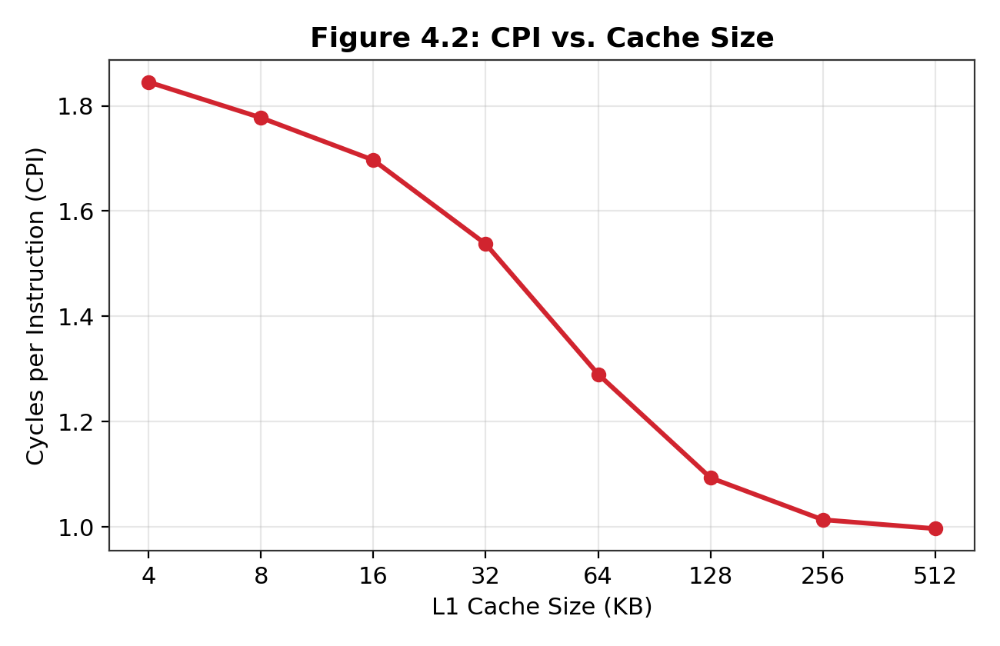 Figure 4.2: CPI vs. Cache Size
Cycles per Instruction (CPI)
1.8
1.6
1.4
1.2
1.0
4 8 16 32 64 128 256 512
L1 Cache Size (KB)